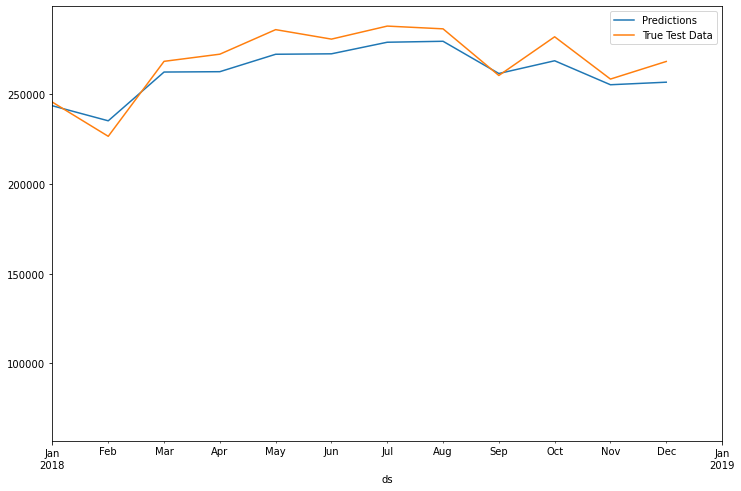 Predictions
True Test Data
250000
200000
150000
100000
Jan Feb Mar Apr May Jun Jul Aug Sep Oct Nov Dec Jan
2018 2019
ds